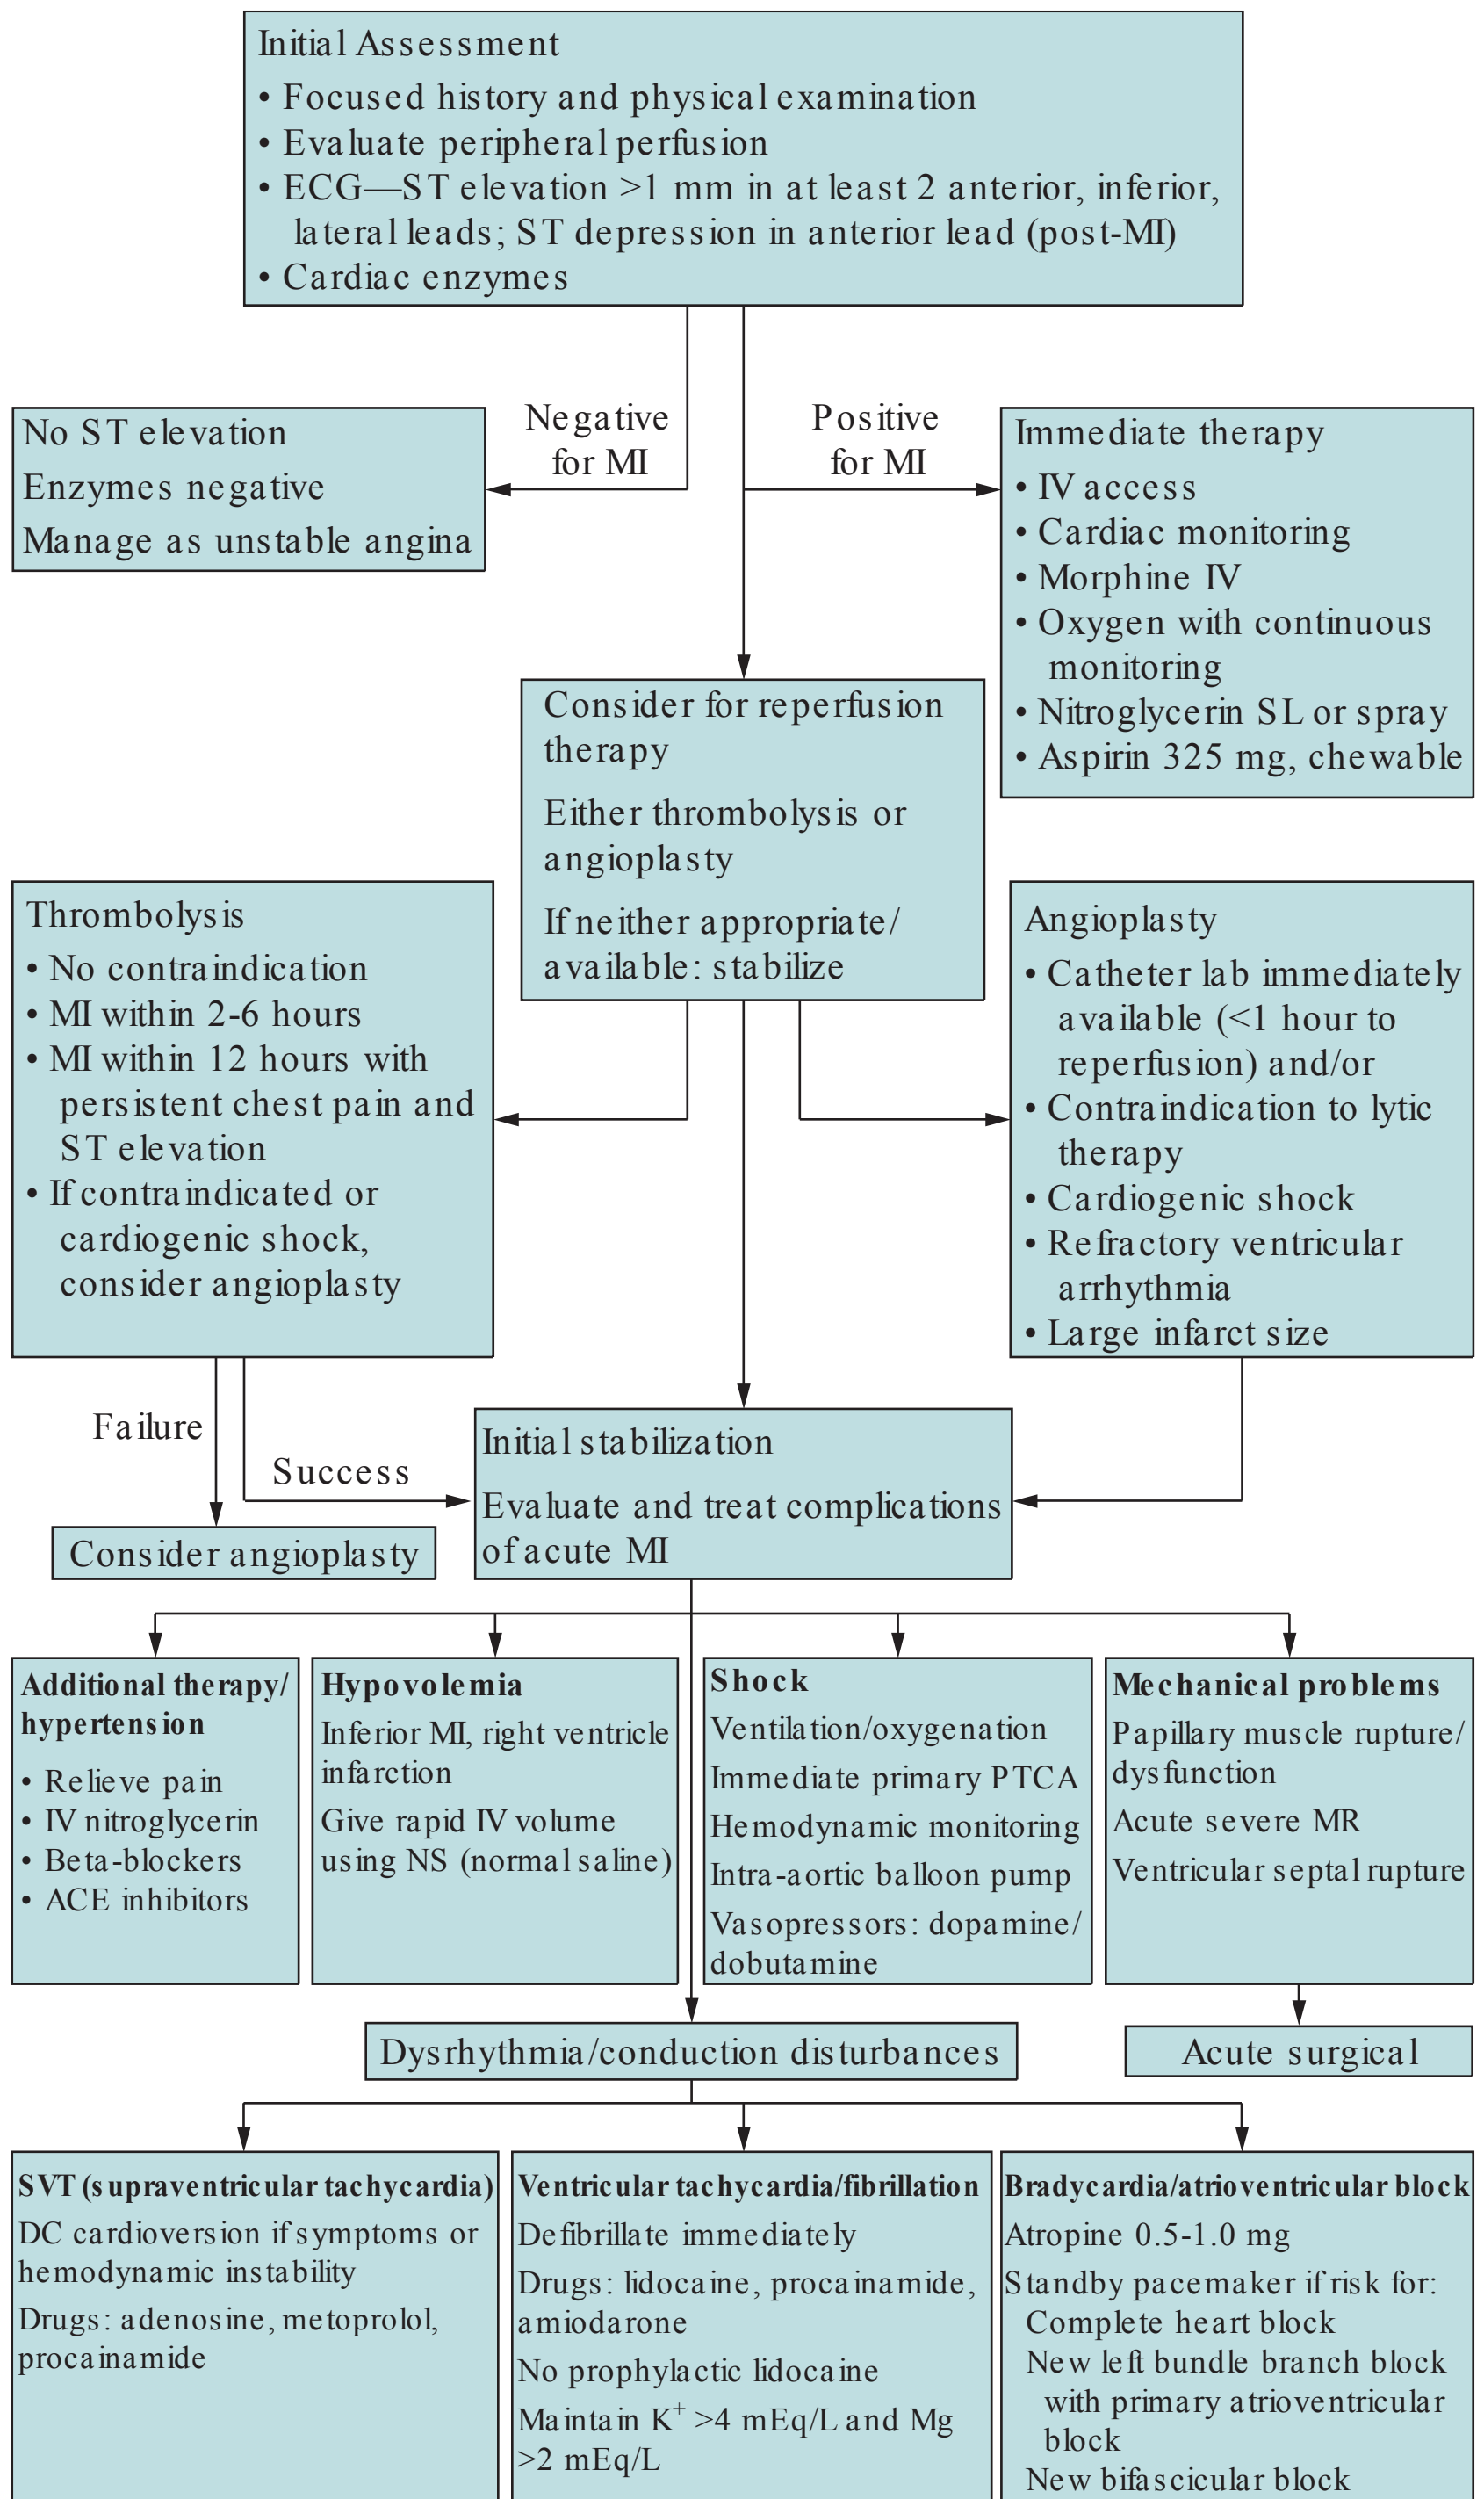 Initial Assessment
• Focused history and physical examination
• Evaluate peripheral perfusion
• ECG—ST elevation >1 mm in at least 2 anterior, inferior,
lateral leads; ST depression in anterior lead (post-MI)
• Cardiac enzymes
Negative
for MI
Positive
for MI
No ST elevation
Enzymes negative
Manage as unstable angina
Immediate therapy
• IV access
• Cardiac monitoring
• Morphine IV
• Oxygen with continuous
monitoring
• Nitroglycerin SL or spray
• Aspirin 325 mg, chewable
Consider for reperfusion
therapy
Either thrombolysis or
angioplasty
If neither appropriate/
available: stabilize
Thrombolysis
• No contraindication
• MI within 2-6 hours
• MI within 12 hours with
persistent chest pain and
ST elevation
• If contraindicated or
cardiogenic shock,
consider angioplasty
Angioplasty
• Catheter lab immediately
available (<1 hour to
reperfusion) and/or
• Contraindication to lytic
therapy
• Cardiogenic shock
• Refractory ventricular
arrhythmia
• Large infarct size
Failure
Success
Consider angioplasty
Initial stabilization
Evaluate and treat complications
of acute MI
Additional therapy/
hypertension
• Relieve pain
• IV nitroglycerin
• Beta-blockers
• ACE inhibitors
Hypovolemia
Inferior MI, right ventricle
infarction
Give rapid IV volume
using NS (normal saline)
Shock
Ventilation/oxygenation
Immediate primary PTCA
Hemodynamic monitoring
Intra-aortic balloon pump
Vasopressors: dopamine/
dobutamine
Mechanical problems
Papillary muscle rupture/
dysfunction
Acute severe MR
Ventricular septal rupture
Dysrhythmia/conduction disturbances
Acute surgical
SVT (supraventricular tachycardia)
DC cardioversion if symptoms or
hemodynamic instability
Drugs: adenosine, metoprolol,
procainamide
Ventricular tachycardia/fibrillation
Defibrillate immediately
Drugs: lidocaine, procainamide,
amiodarone
No prophylactic lidocaine
Maintain K⁺ >4 mEq/L and Mg
>2 mEq/L
Bradycardia/atrioventricular block
Atropine 0.5-1.0 mg
Standby pacemaker if risk for:
Complete heart block
New left bundle branch block
with primary atrioventricular
block
New bifascicular block